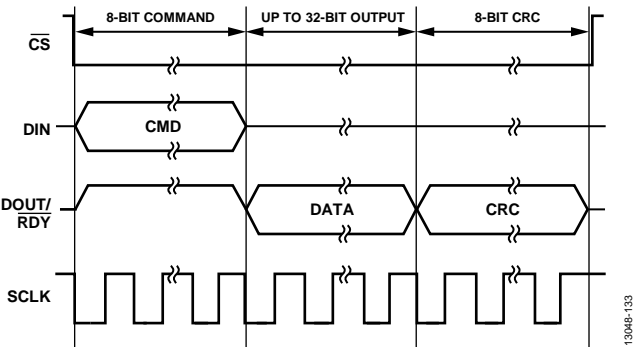 8-BIT COMMAND
UP TO 32-BIT OUTPUT
8-BIT CRC
CS
DIN
CMD
DOUT/
RDY
DATA
CRC
SCLK
13048-133